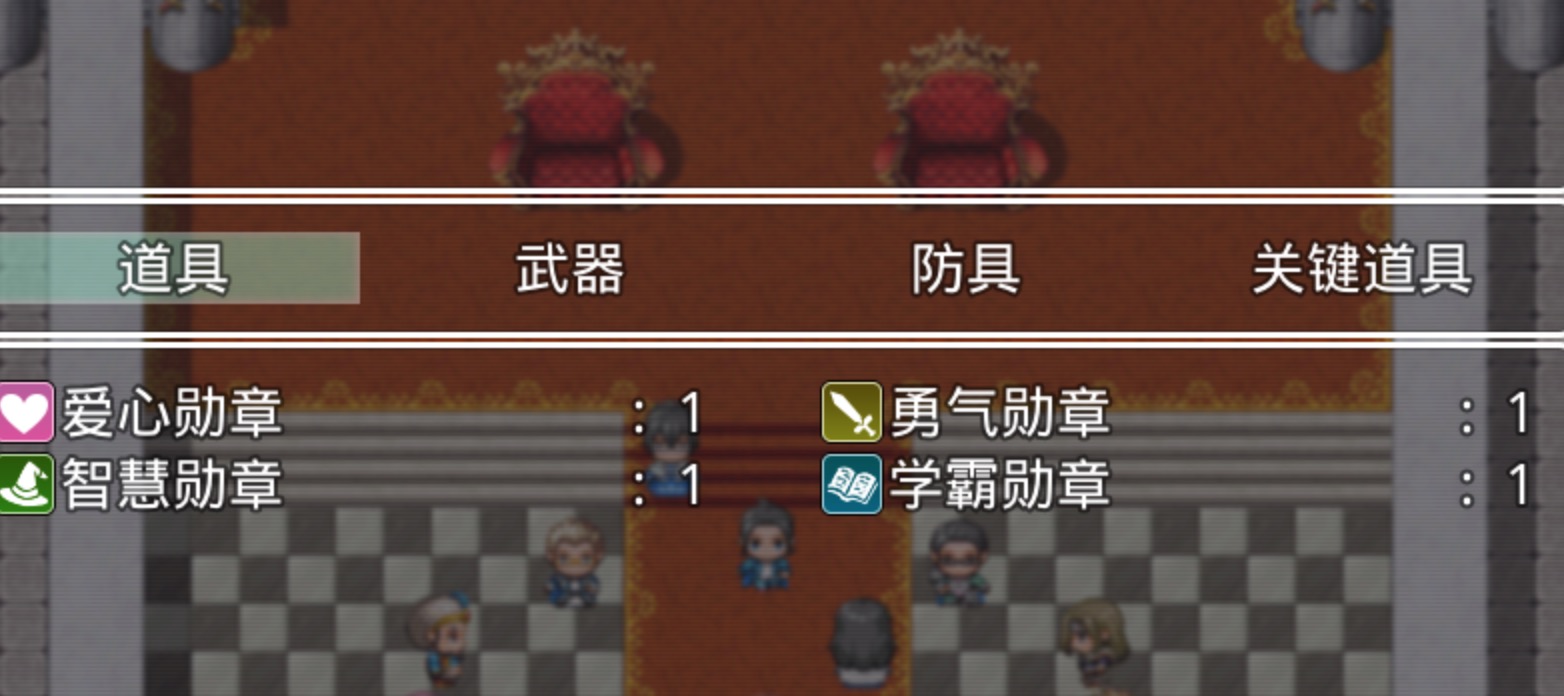 道具 武器 防具 关键道具
爱心勋章 : 1 勇气勋章 : 1
智慧勋章 : 1 学霸勋章 : 1